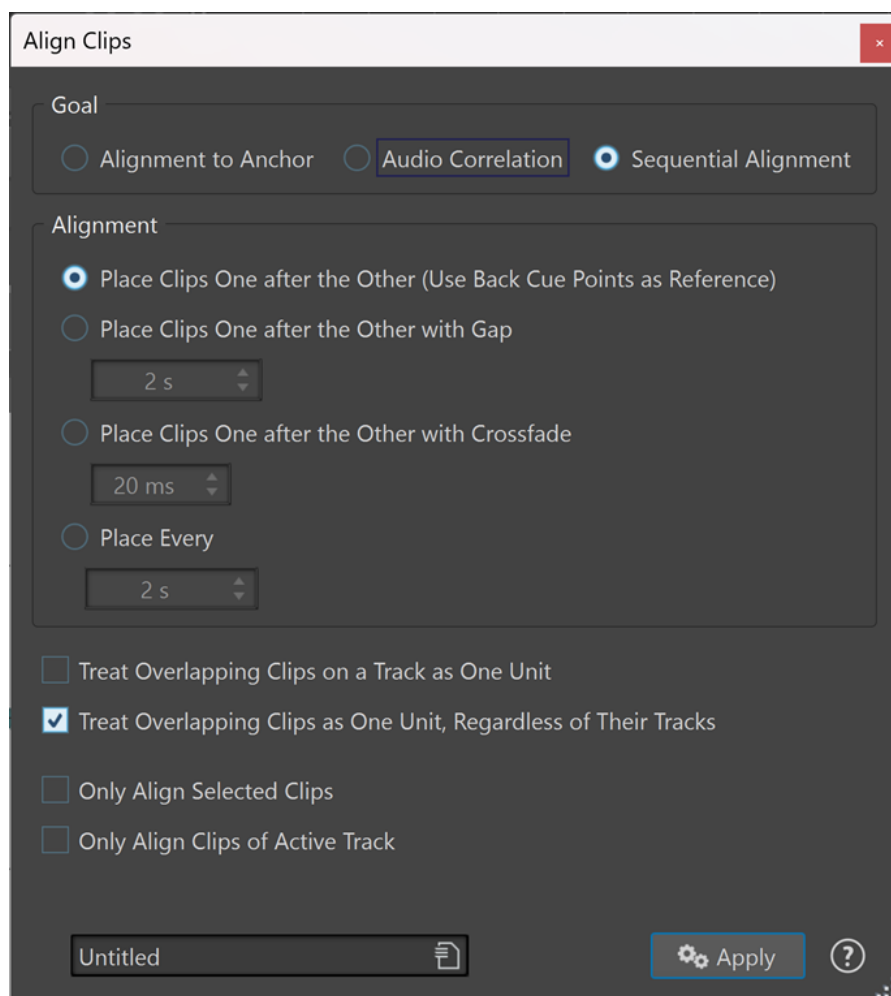 Align Clips
Goal
Alignment to Anchor Audio Correlation Sequential Alignment
Alignment
Place Clips One after the Other (Use Back Cue Points as Reference)
Place Clips One after the Other with Gap
2 s
Place Clips One after the Other with Crossfade
20 ms
Place Every
2 s
Treat Overlapping Clips on a Track as One Unit
Treat Overlapping Clips as One Unit, Regardless of Their Tracks
Only Align Selected Clips
Only Align Clips of Active Track
Untitled Apply ?